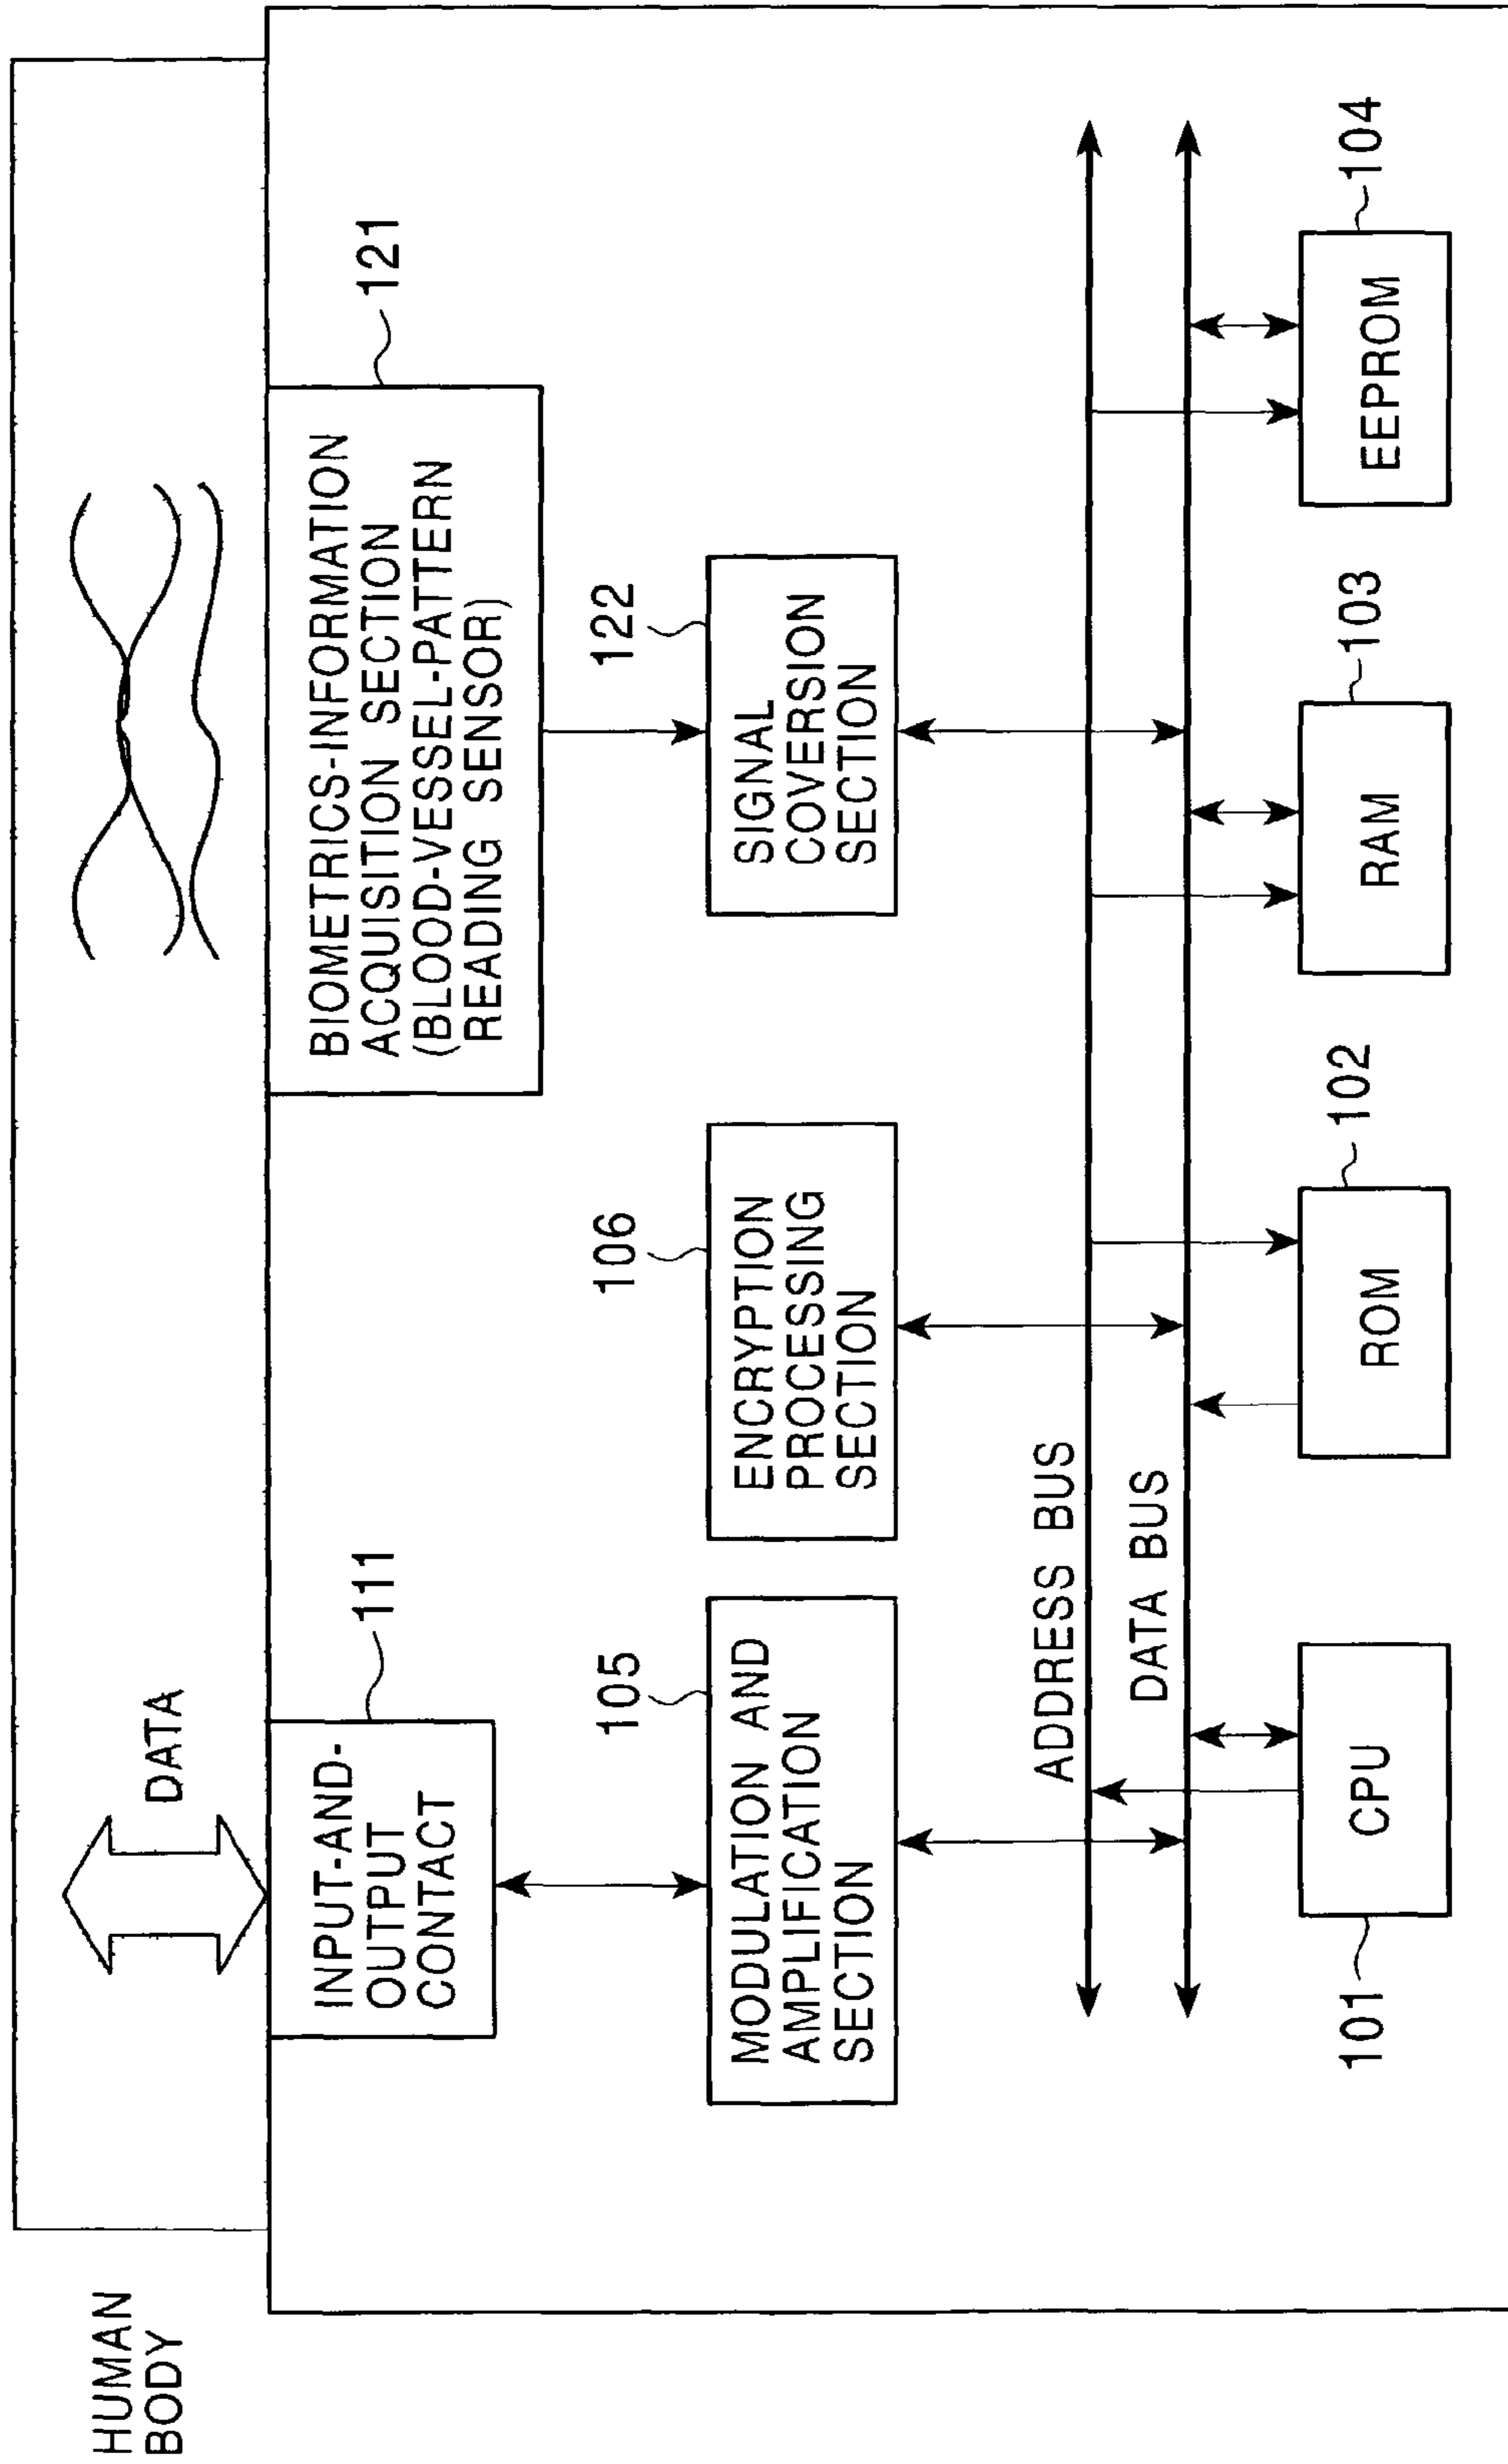 HUMAN
BODY
DATA
INPUT-AND-
OUTPUT
CONTACT
111
BIOMETRICS-INFORMATION
ACQUISITION SECTION
(BLOOD-VESSEL-PATTERN
READING SENSOR)
121
105
MODULATION AND
AMPLIFICATION
SECTION
106
ENCRYPTION
PROCESSING
SECTION
122
SIGNAL
COVERSION
SECTION
ADDRESS BUS
DATA BUS
101
CPU
ROM
102
RAM
103
EEPROM
104